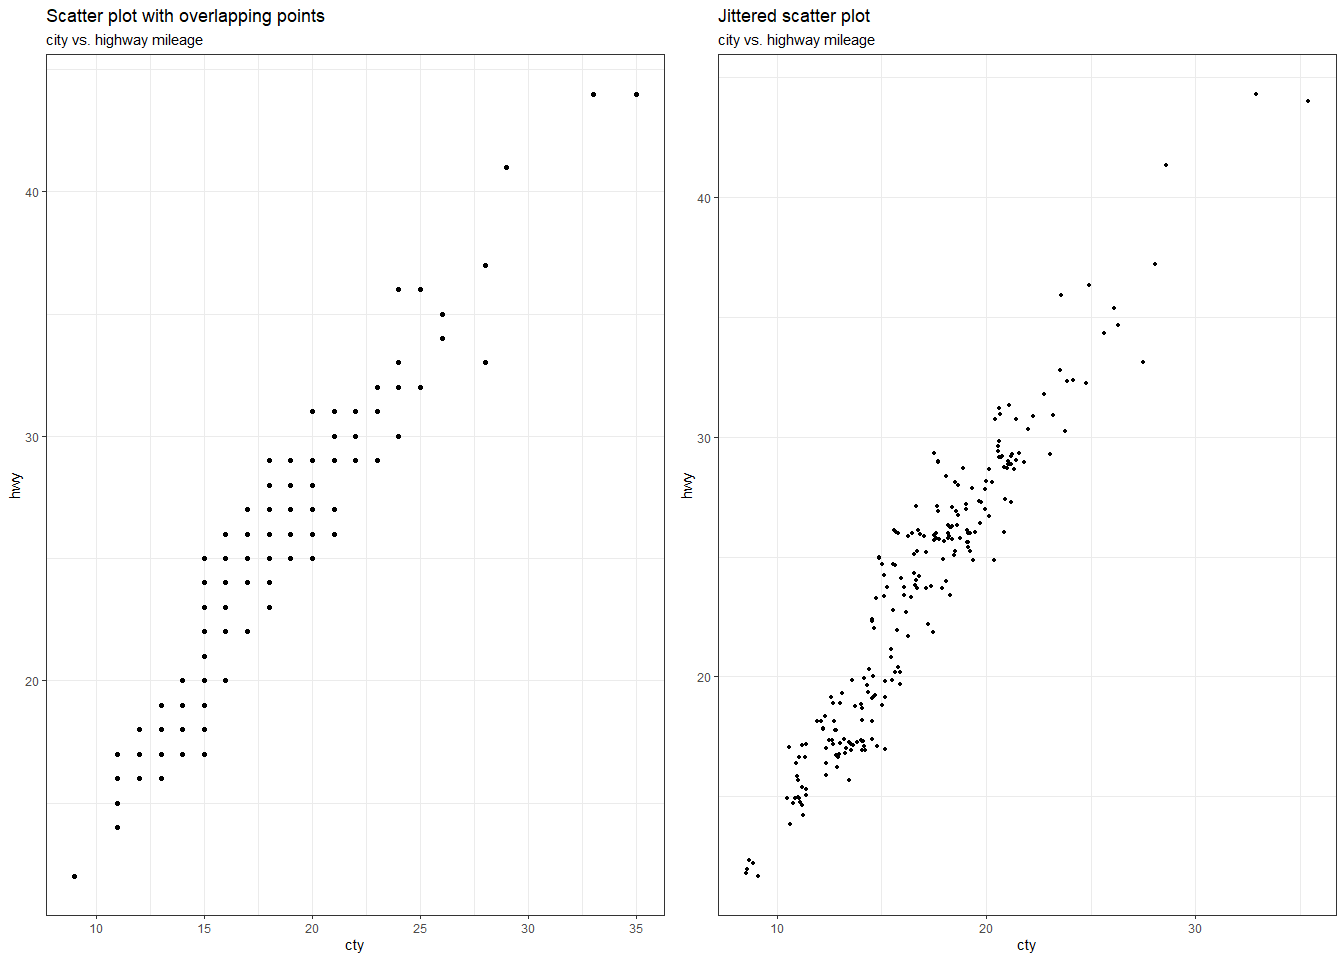 Scatter plot with overlapping points
city vs. highway mileage
hwy
40
30
20
10 15 20 25 30 35
cty
Jittered scatter plot
city vs. highway mileage
hwy
40
30
20
10 20 30
cty